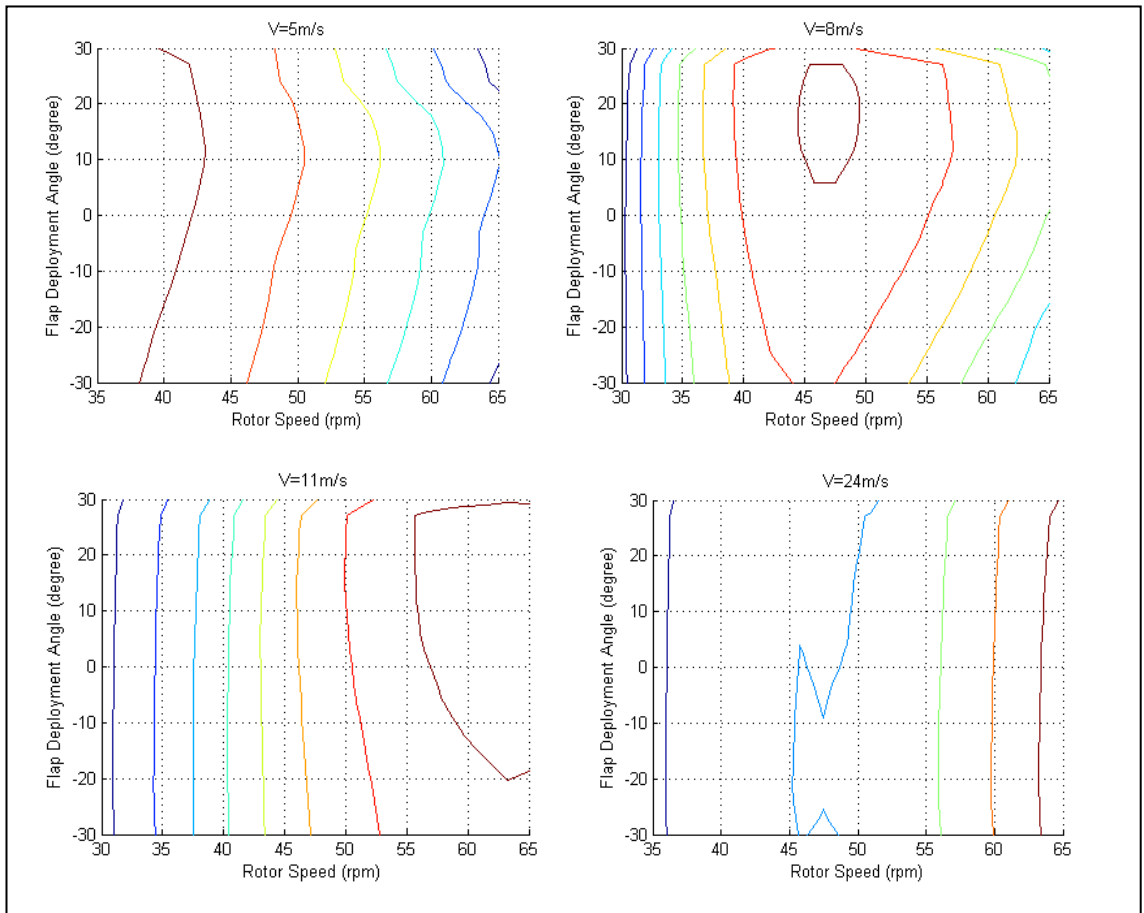 V=5m/s
Flap Deployment Angle (degree)
30
20
10
0
-10
-20
-30
35 40 45 50 55 60 65
Rotor Speed (rpm)
V=8m/s
Flap Deployment Angle (degree)
30
20
10
0
-10
-20
-30
30 35 40 45 50 55 60 65
Rotor Speed (rpm)
V=11m/s
Flap Deployment Angle (degree)
30
20
10
0
-10
-20
-30
30 35 40 45 50 55 60 65
Rotor Speed (rpm)
V=24m/s
Flap Deployment Angle (degree)
30
20
10
0
-10
-20
-30
35 40 45 50 55 60 65
Rotor Speed (rpm)